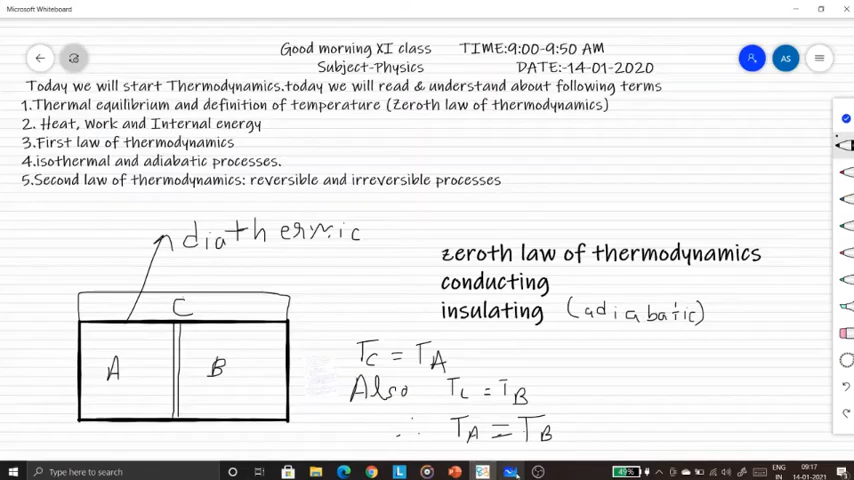 Microsoft Whiteboard
Good morning XI class TIME:9:00-9:50 AM
Subject-Physics DATE:-14-01-2020
AS
Today we will start Thermodynamics.today we will read & understand about following terms
1.Thermal equilibrium and definition of temperature (Zeroth law of thermodynamics)
2. Heat, Work and Internal energy
3.First law of thermodynamics
4.isothermal and adiabatic processes.
5.Second law of thermodynamics: reversible and irreversible processes
diathermic
zeroth law of thermodynamics
conducting
insulating (adiabatic)
C
A B
TC = TA
Also TC = TB
∴ TA = TB
Type here to search
49%
ENG
IN
09:17
14-01-2021